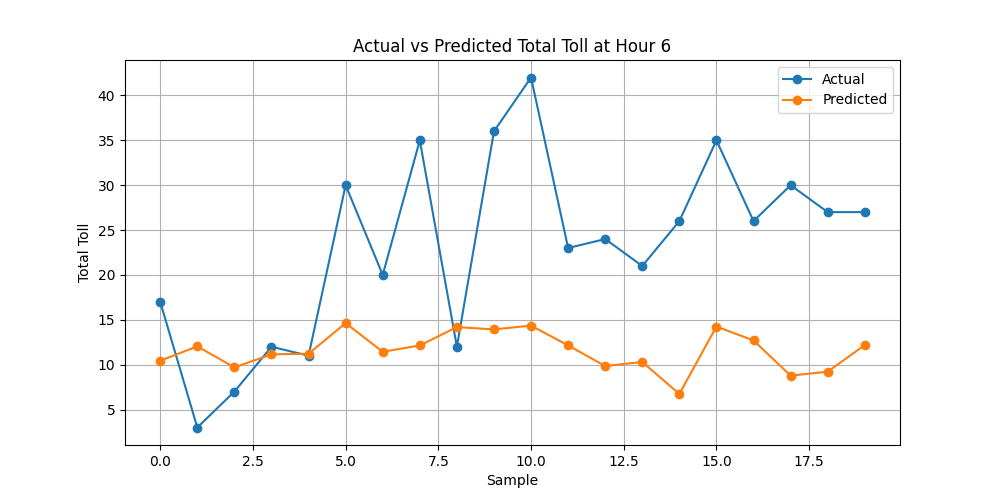 Actual vs Predicted Total Toll at Hour 6
Actual
Predicted
40
35
30
25
20
15
10
5
Total Toll
0.0 2.5 5.0 7.5 10.0 12.5 15.0 17.5
Sample